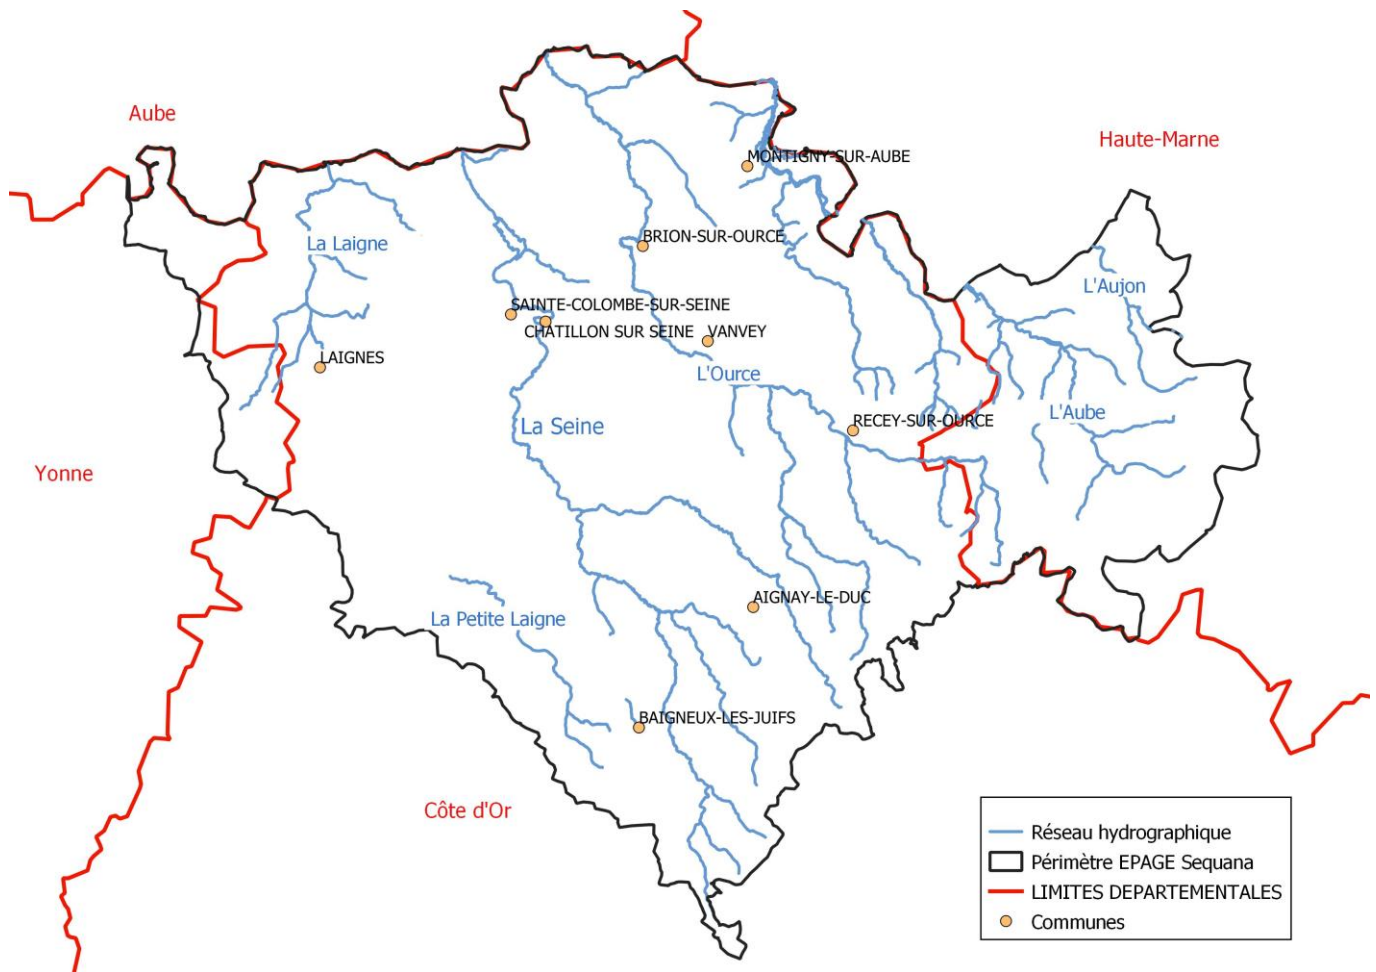 Aube
Haute-Marne
MONTIGNY-SUR-AUBE
BRION-SUR-OURCE
La Laigne
L'Aujon
SAINTE-COLOMBE-SUR-SEINE
CHATILLON SUR SEINE
VANVEY
LAIGNES
L'Ource
L'Aube
RECEY-SUR-OURCE
La Seine
Yonne
AIGNAY-LE-DUC
La Petite Laigne
BAIGNEUX-LES-JUIFS
Côte d'Or
Réseau hydrographique
Périmètre EPAGE Sequana
LIMITES DEPARTEMENTALES
Communes